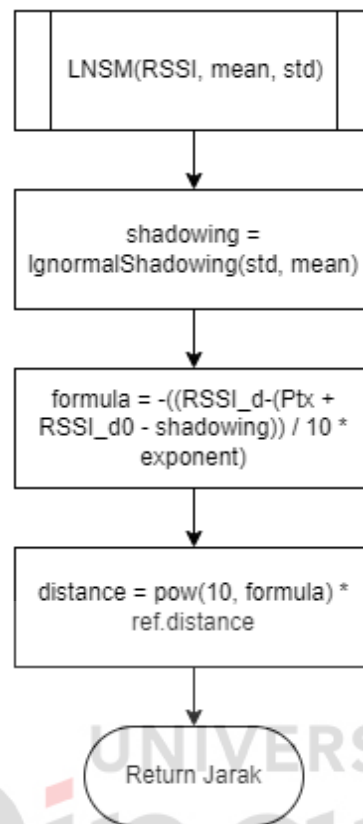 LNSM(RSSI, mean, std)
shadowing =
lgnormalShadowing(std, mean)
formula = -((RSSI_d-(Ptx +
RSSI_d0 - shadowing)) / 10 *
exponent)
distance = pow(10, formula) *
ref.distance
Return Jarak
UNIVERS